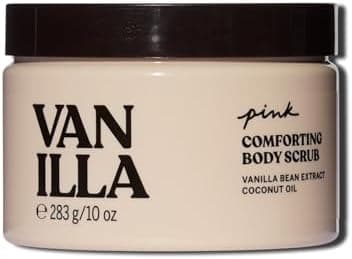 VAN
ILLA
℮ 283 g/10 oz
pink
COMFORTING
BODY SCRUB
VANILLA BEAN EXTRACT
COCONUT OIL